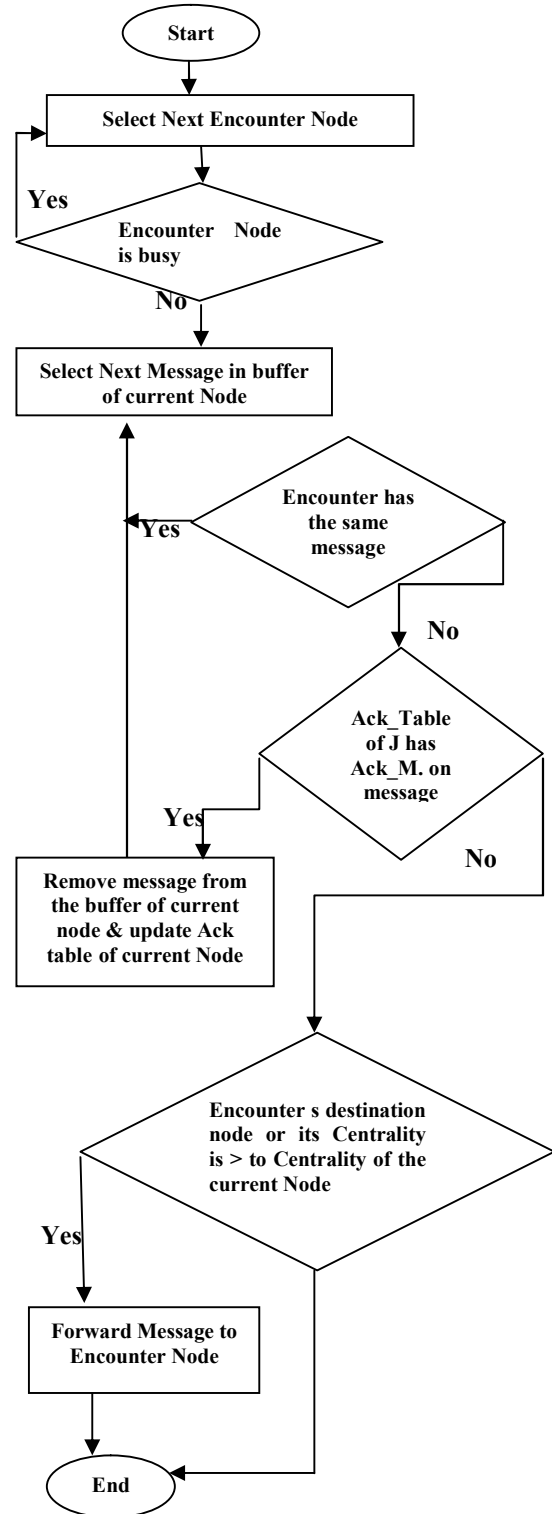 Start
Select Next Encounter Node
Yes
Encounter Node
is busy
No
Select Next Message in buffer
of current Node
Encounter has
the same
message
Yes
No
Ack_Table
of J has
Ack_M. on
message
Yes
No
Remove message from
the buffer of current
node & update Ack
table of current Node
Encounter s destination
node or its Centrality
is > to Centrality of the
current Node
Yes
Forward Message to
Encounter Node
End